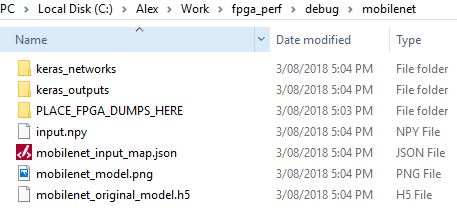 PC › Local Disk (C:) › Alex › Work › fpga_perf › debug › mobilenet
Name Date modified Type
keras_networks 3/08/2018 5:04 PM File folder
keras_outputs 3/08/2018 5:04 PM File folder
PLACE_FPGA_DUMPS_HERE 3/08/2018 5:03 PM File folder
input.npy 3/08/2018 5:04 PM NPY File
mobilenet_input_map.json 3/08/2018 5:04 PM JSON File
mobilenet_model.png 3/08/2018 5:04 PM PNG File
mobilenet_original_model.h5 3/08/2018 5:04 PM H5 File